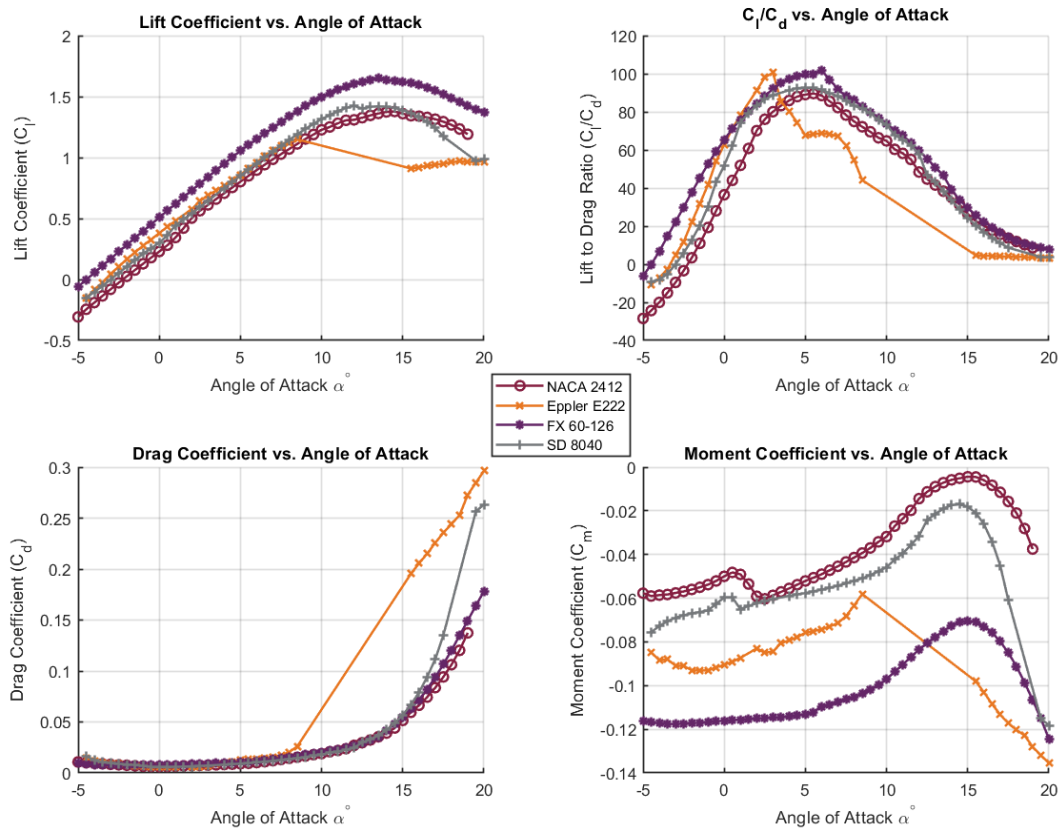 Lift Coefficient vs. Angle of Attack
2
1.5
1
0.5
0
-0.5
Lift Coefficient (C_l)
-5 0 5 10 15 20
Angle of Attack α°
C_l/C_d vs. Angle of Attack
120
100
80
60
40
20
0
-20
-40
Lift to Drag Ratio (C_l/C_d)
-5 0 5 10 15 20
Angle of Attack α°
NACA 2412
Eppler E222
FX 60-126
SD 8040
Drag Coefficient vs. Angle of Attack
0.3
0.25
0.2
0.15
0.1
0.05
0
Drag Coefficient (C_d)
-5 0 5 10 15 20
Angle of Attack α°
Moment Coefficient vs. Angle of Attack
0
-0.02
-0.04
-0.06
-0.08
-0.1
-0.12
-0.14
Moment Coefficient (C_m)
-5 0 5 10 15 20
Angle of Attack α°